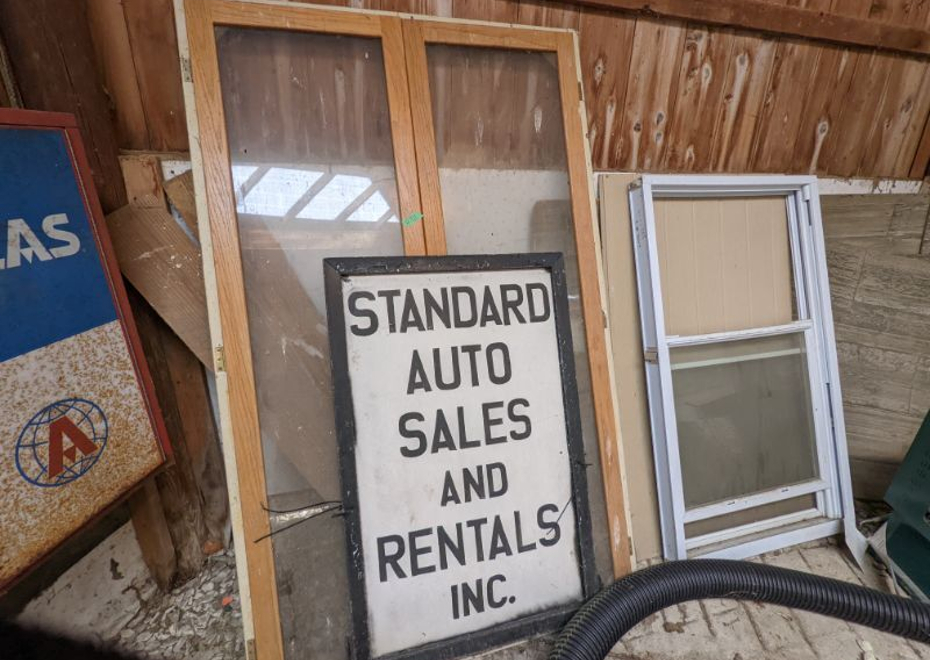 LAS
A
STANDARD
AUTO
SALES
AND
RENTALS
INC.